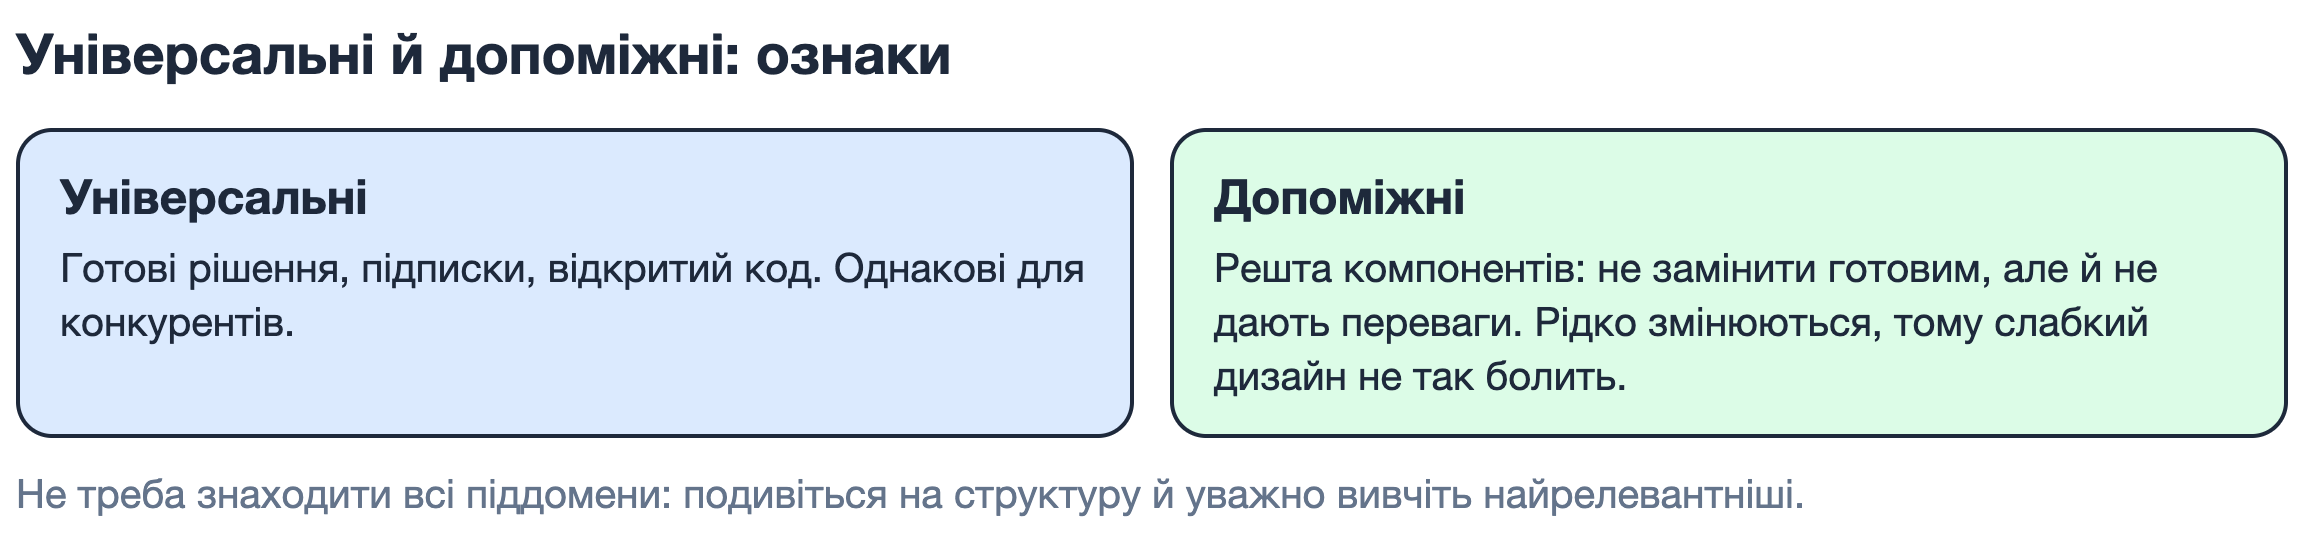 Універсальні й допоміжні: ознаки
Універсальні
Готові рішення, підписки, відкритий код. Однакові для
конкурентів.
Допоміжні
Решта компонентів: не замінити готовим, але й не
дають переваги. Рідко змінюються, тому слабкий
дизайн не так болить.
Не треба знаходити всі піддомени: подивіться на структуру й уважно вивчіть найрелевантніші.